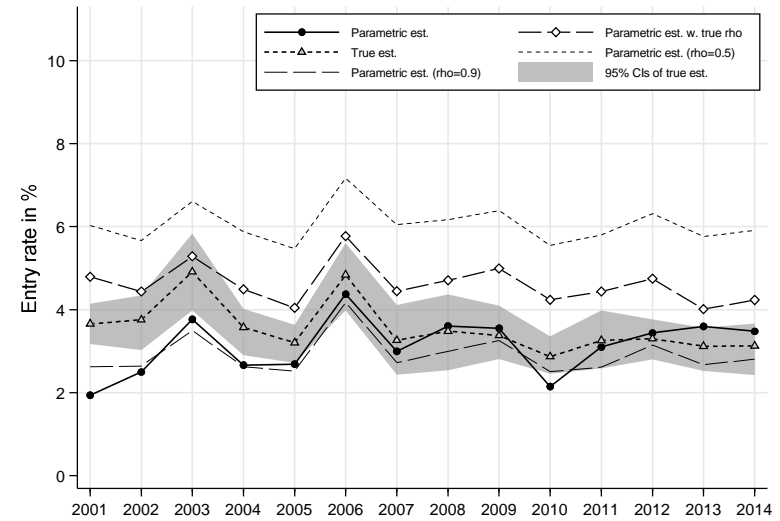 Parametric est.
Parametric est. w. true rho
True est.
Parametric est. (rho=0.5)
Parametric est. (rho=0.9)
95% CIs of true est.
Entry rate in %
10
8
6
4
2
0
2001 2002 2003 2004 2005 2006 2007 2008 2009 2010 2011 2012 2013 2014